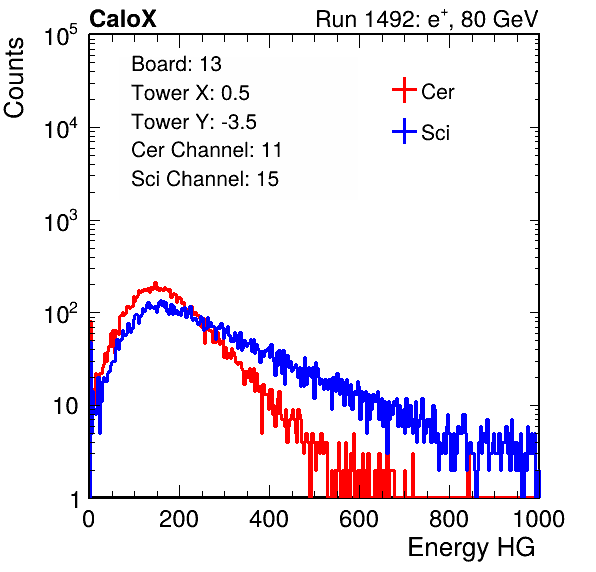 CaloX Run 1492: e⁺, 80 GeV
Counts
10⁵
10⁴
10³
10²
10
1
Board: 13
Tower X: 0.5
Tower Y: -3.5
Cer Channel: 11
Sci Channel: 15
Cer
Sci
0 200 400 600 800 1000
Energy HG